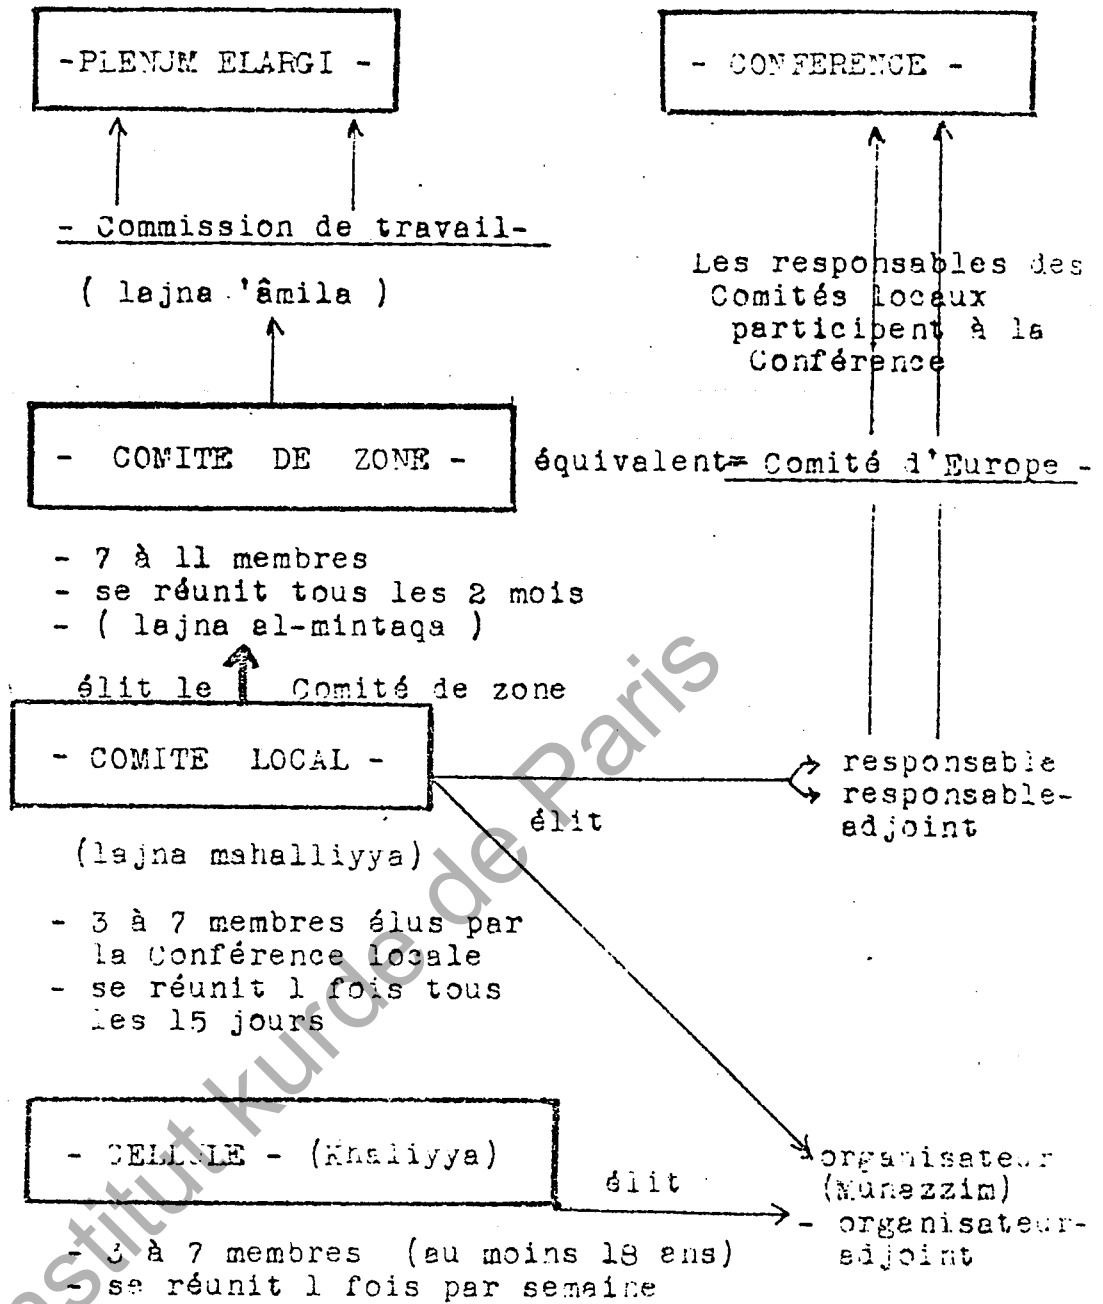 -PLENUM ELARGI -
- CONFERENCE -
- Commission de travail-
( lajna 'âmila )
Les responsables des
Comités locaux
participent à la
Conférence
- COMITE DE ZONE -
équivalent= Comité d'Europe -
- 7 à 11 membres
- se réunit tous les 2 mois
- ( lajna al-mintaqa )
élit le Comité de zone
- COMITE LOCAL -
élit
responsable
responsable-
adjoint
(lajna mahalliyya)
- 3 à 7 membres élus par
la Conférence locale
- se réunit 1 fois tous
les 15 jours
- CELLULE - (Khaliyya)
élit
-organisateur
(Munazzim)
- organisateur-
adjoint
- 3 à 7 membres (au moins 18 ans)
- se réunit 1 fois par semaine
Institut kurde de Paris